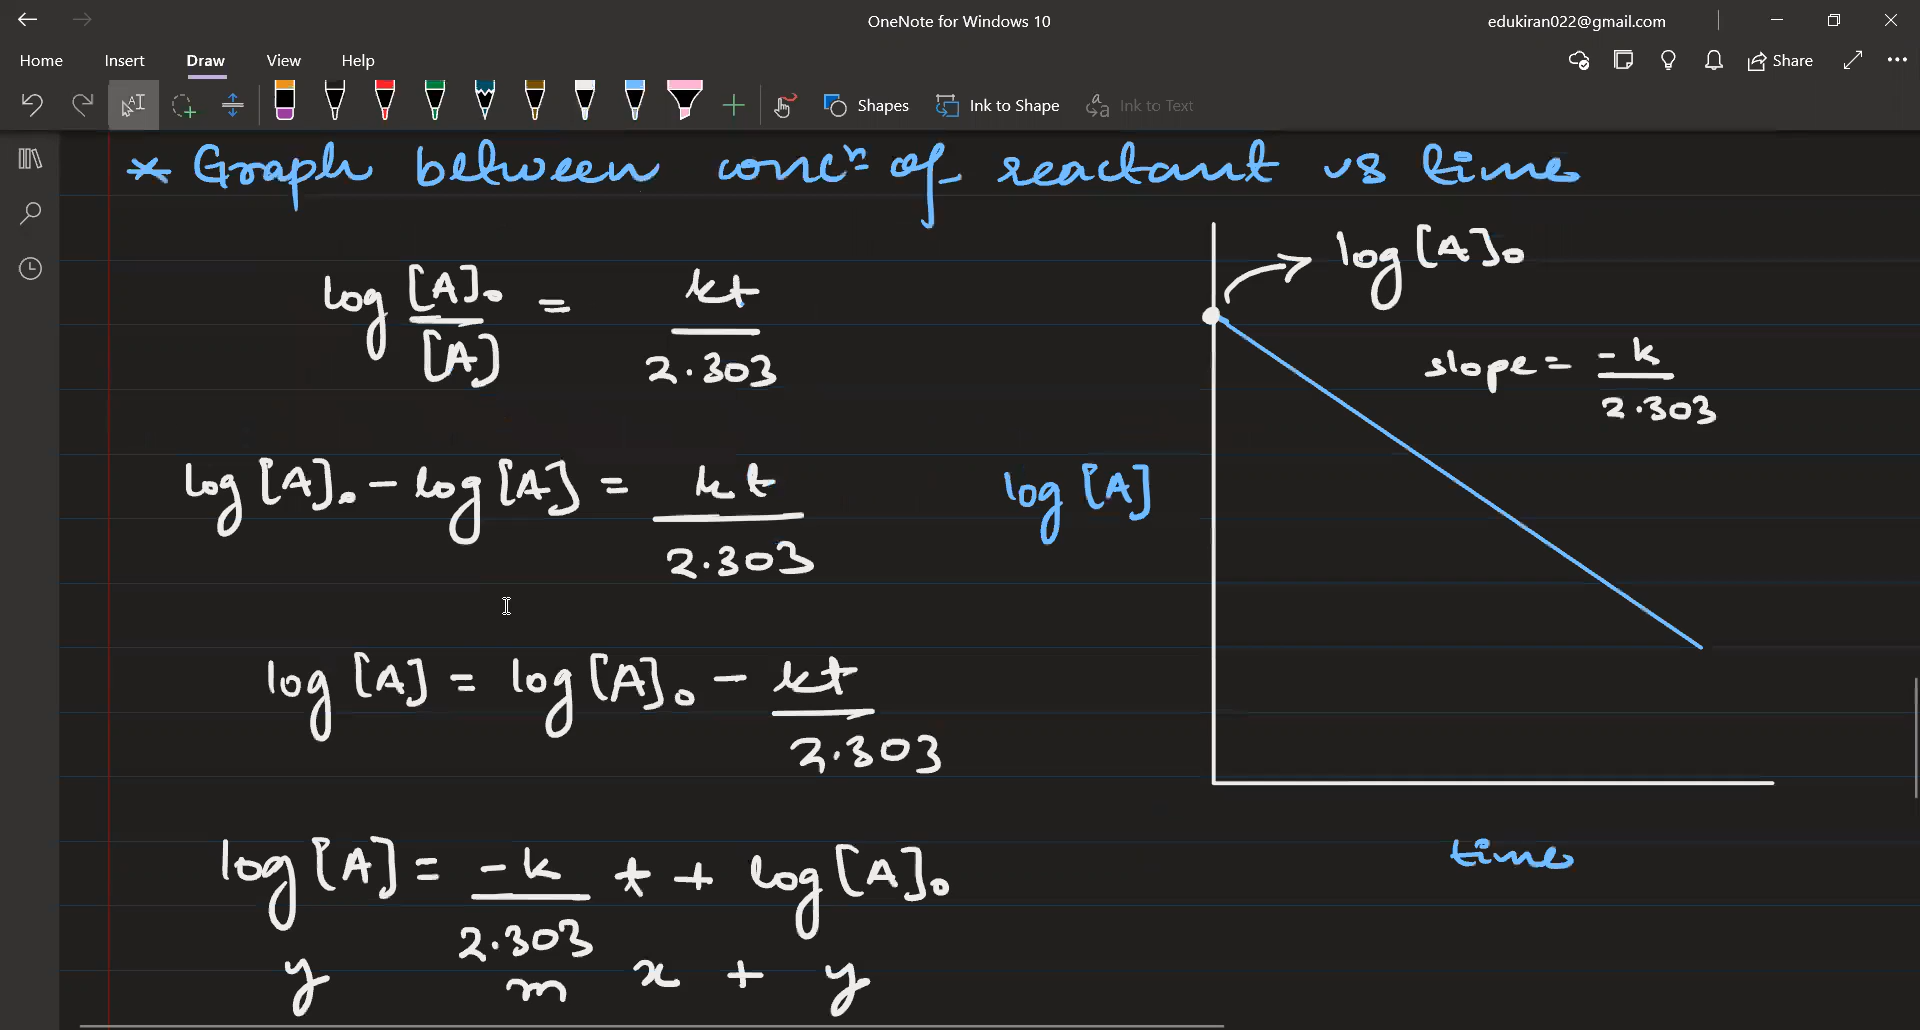 OneNote for Windows 10
edukiran022@gmail.com
Home Insert Draw View Help
Share
Shapes Ink to Shape Ink to Text
* Graph between concⁿ of reactant vs time
log [A]₀ / [A] = kt / 2.303
log [A]₀ - log [A] = kt / 2.303
log [A] = log [A]₀ - kt / 2.303
log [A] = -k / 2.303 t + log [A]₀
y m x + y
log [A]₀
slope = -k / 2.303
log [A]
time